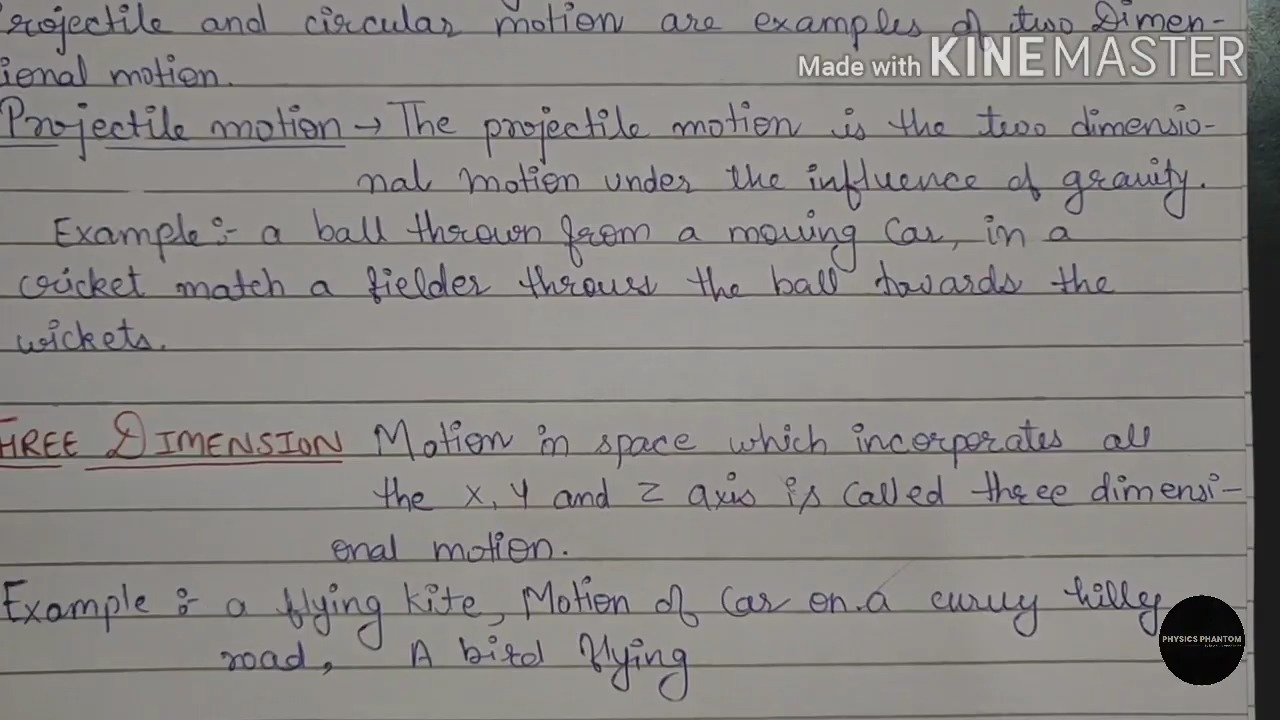 rojectile and circular motion are examples of two Dimen-
ional motion.
Made with KINEMASTER
Projectile motion → The projectile motion is the two dimensio-
nal motion under the influence of gravity.
Example :- a ball thrown from a moving Car, in a
cricket match a fielder throws the ball towards the
wickets.
HREE DIMENSION Motion in space which incorporates all
the x, y and z axis is called three dimensi-
onal motion.
Example :- a flying kite, Motion of Car on a curvy hilly
road, A bird flying
PHYSICS PHANTOM